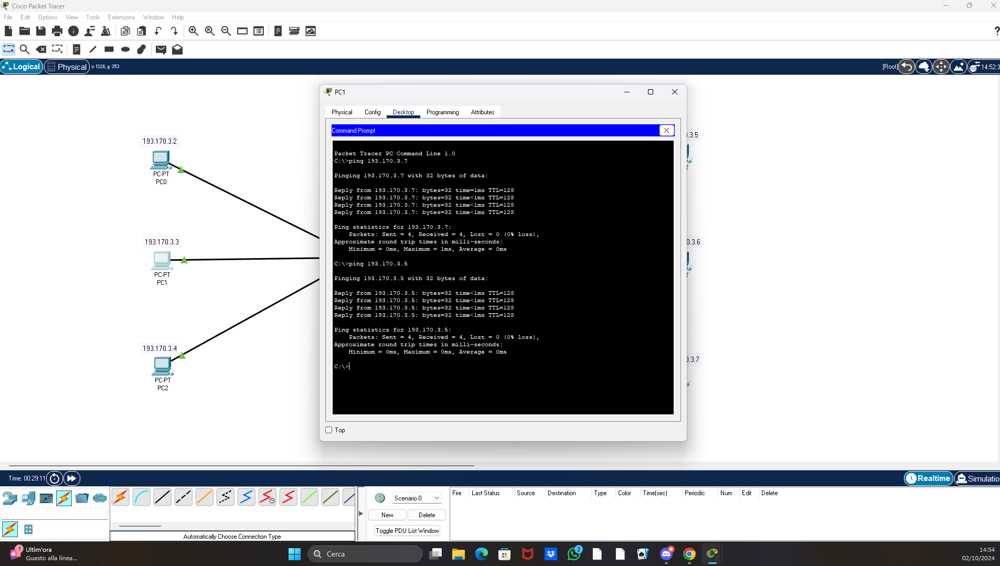 Cisco Packet Tracer
File Edit Options View Tools Extensions Window Help
Logical Physical x: 1326, y: 353 [Root] 14:52:3
PC1
Physical Config Desktop Programming Attributes
Command Prompt X
Packet Tracer PC Command Line 1.0
C:\>ping 193.170.3.7
Pinging 193.170.3.7 with 32 bytes of data:
Reply from 193.170.3.7: bytes=32 time=1ms TTL=128
Reply from 193.170.3.7: bytes=32 time<1ms TTL=128
Reply from 193.170.3.7: bytes=32 time<1ms TTL=128
Reply from 193.170.3.7: bytes=32 time<1ms TTL=128
Ping statistics for 193.170.3.7:
Packets: Sent = 4, Received = 4, Lost = 0 (0% loss),
Approximate round trip times in milli-seconds:
Minimum = 0ms, Maximum = 1ms, Average = 0ms
C:\>ping 193.170.3.5
Pinging 193.170.3.5 with 32 bytes of data:
Reply from 193.170.3.5: bytes=32 time<1ms TTL=128
Reply from 193.170.3.5: bytes=32 time<1ms TTL=128
Reply from 193.170.3.5: bytes=32 time<1ms TTL=128
Reply from 193.170.3.5: bytes=32 time<1ms TTL=128
Ping statistics for 193.170.3.5:
Packets: Sent = 4, Received = 4, Lost = 0 (0% loss),
Approximate round trip times in milli-seconds:
Minimum = 0ms, Maximum = 0ms, Average = 0ms
C:\>
Top
193.170.3.2
PC-PT
PC0
193.170.3.3
PC-PT
PC1
193.170.3.4
PC-PT
PC2
.3.5
0.3.6
0.3.7
Time: 00:29:11 Realtime Simulatio
Scenario 0
New Delete
Toggle PDU List Window
Fire Last Status Source Destination Type Color Time(sec) Periodic Num Edit Delete
Automatically Choose Connection Type
1
Ultim'ora
Guasto alla linea...
Cerca
2
14:54
02/10/2024